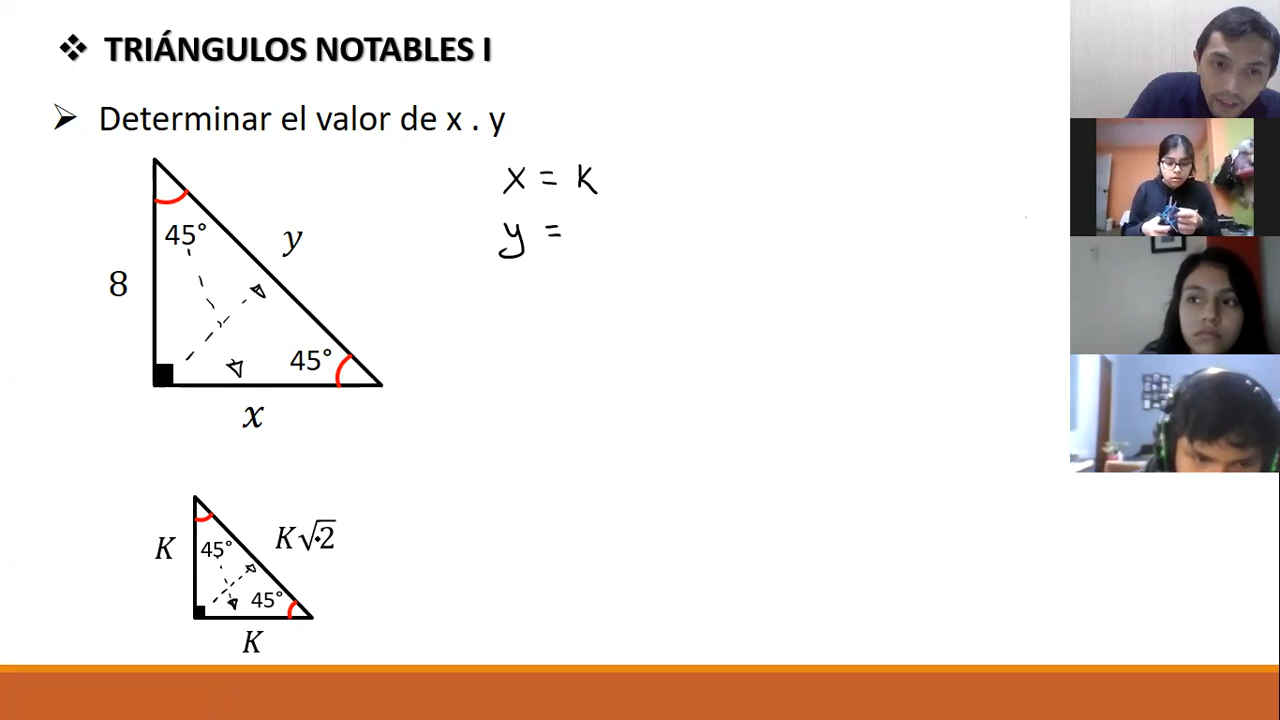 ❖ TRIÁNGULOS NOTABLES I
➢ Determinar el valor de x . y
x = K
y =
45°
y
8
45°
x
K√2
K
45°
45°
K